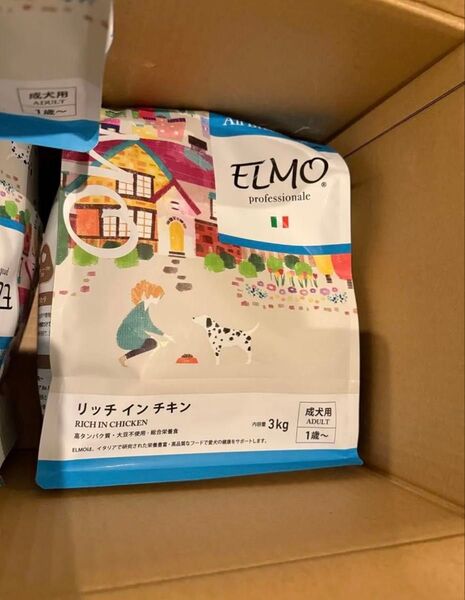 成犬用
ADULT
1歳～
ELMO®
professionale
リッチ イン チキン
RICH IN CHICKEN
高タンパク質・大豆不使用・総合栄養食
内容量 3kg
成犬用
ADULT
1歳～
ELMOは、イタリアで研究された栄養豊富・高品質なフードで愛犬の健康をサポートします。